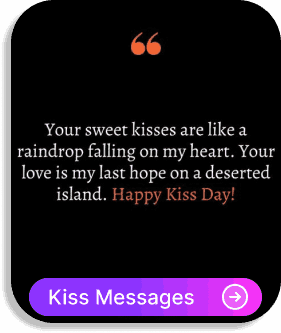 ❝
Your sweet kisses are like a
raindrop falling on my heart. Your
love is my last hope on a deserted
island. Happy Kiss Day!
Kiss Messages